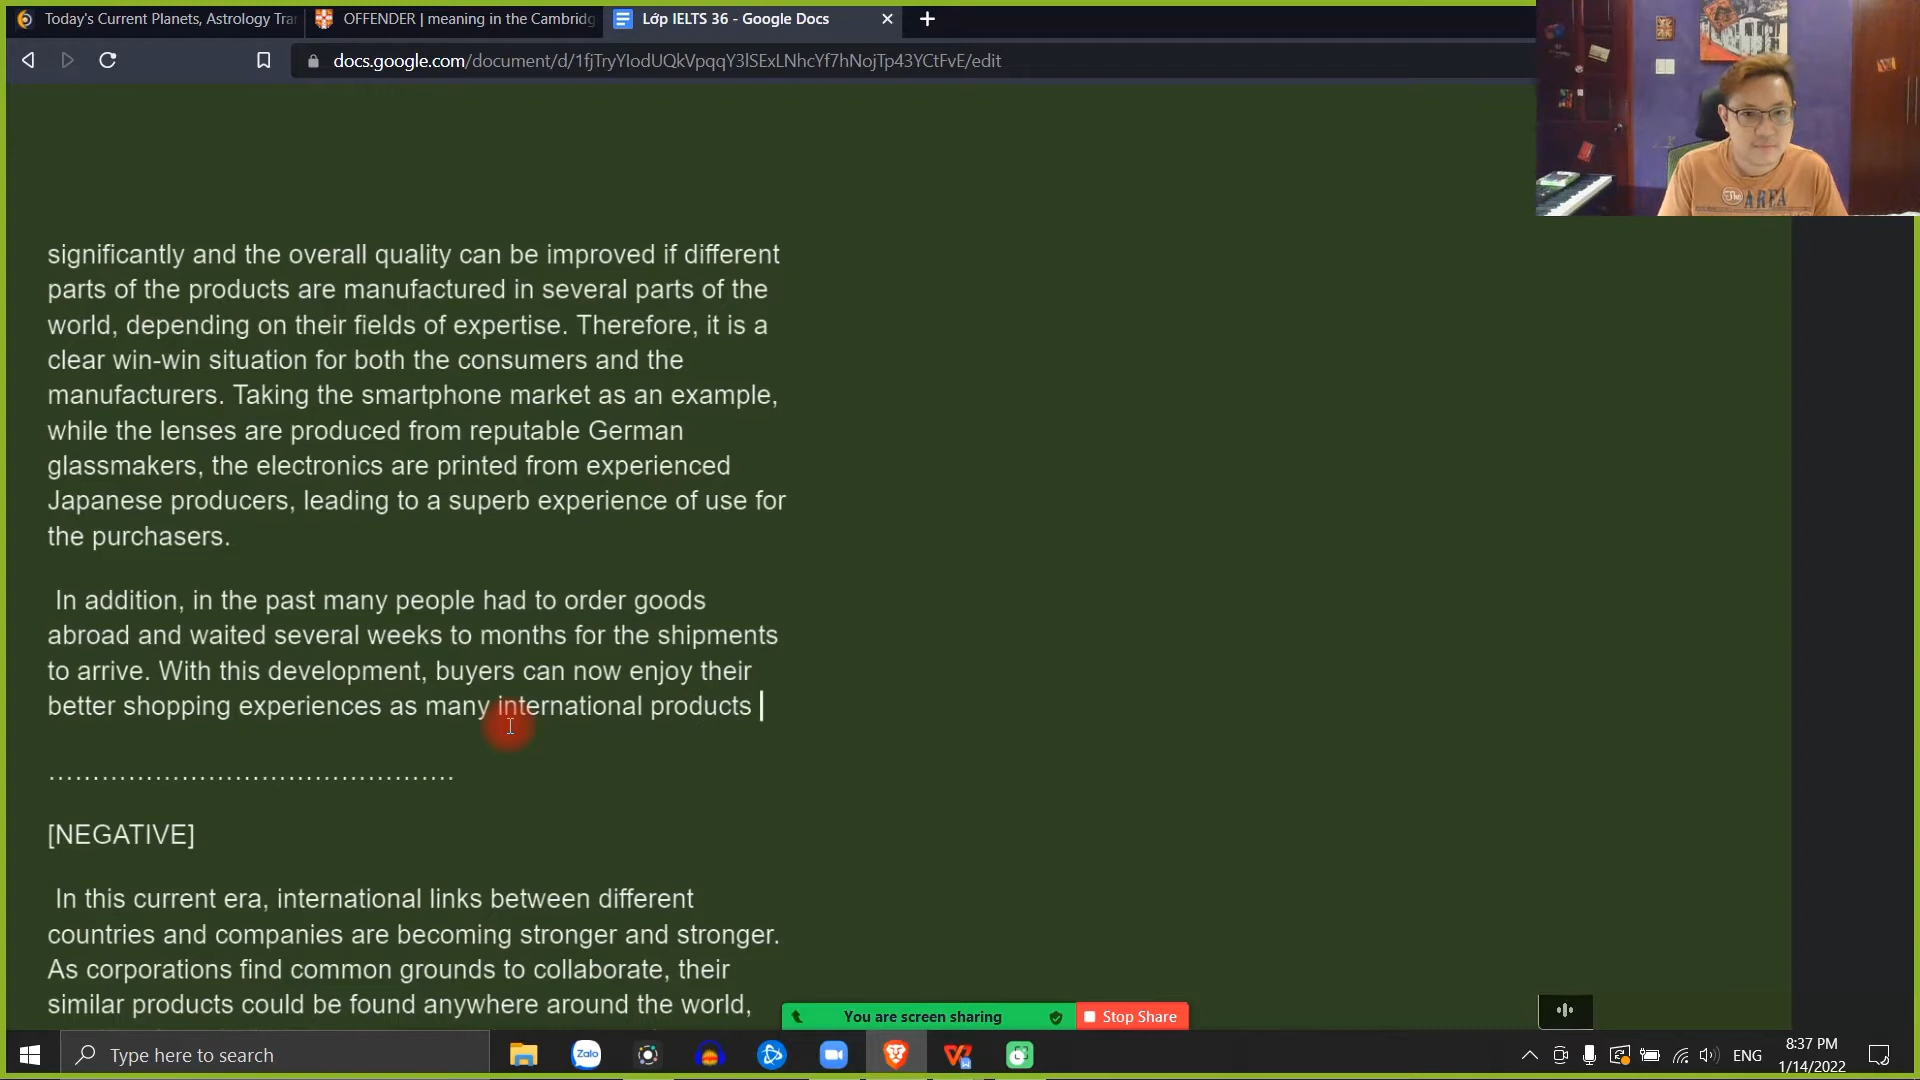 Today's Current Planets, Astrology Tra
OFFENDER | meaning in the Cambridg
Lớp IELTS 36 - Google Docs
docs.google.com/document/d/1fjTryYIodUQkVpqqY3lSExLNhcYf7hNojTp43YCtFvE/edit
AREA
significantly and the overall quality can be improved if different
parts of the products are manufactured in several parts of the
world, depending on their fields of expertise. Therefore, it is a
clear win-win situation for both the consumers and the
manufacturers. Taking the smartphone market as an example,
while the lenses are produced from reputable German
glassmakers, the electronics are printed from experienced
Japanese producers, leading to a superb experience of use for
the purchasers.
In addition, in the past many people had to order goods
abroad and waited several weeks to months for the shipments
to arrive. With this development, buyers can now enjoy their
better shopping experiences as many international products
…………………………………………
[NEGATIVE]
In this current era, international links between different
countries and companies are becoming stronger and stronger.
As corporations find common grounds to collaborate, their
similar products could be found anywhere around the world,
You are screen sharing
Stop Share
Type here to search
Zalo
ENG
8:37 PM
1/14/2022